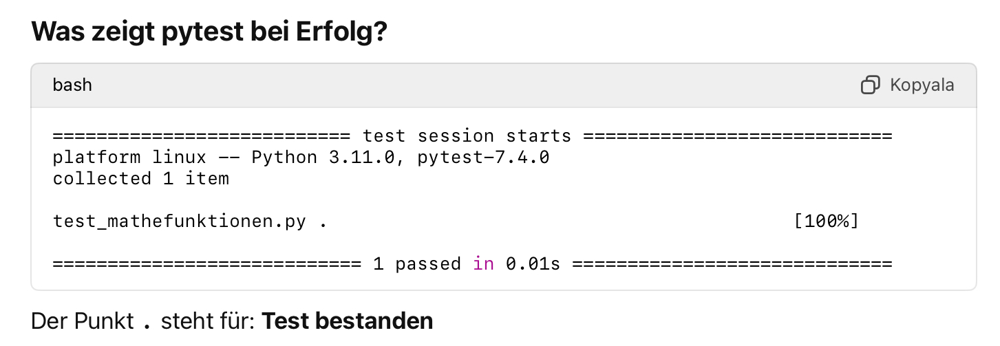 Was zeigt pytest bei Erfolg?
bash
Kopyala
=========================== test session starts ============================
platform linux -- Python 3.11.0, pytest-7.4.0
collected 1 item
test_mathefunktionen.py . [100%]
============================ 1 passed in 0.01s =============================
Der Punkt . steht für: Test bestanden